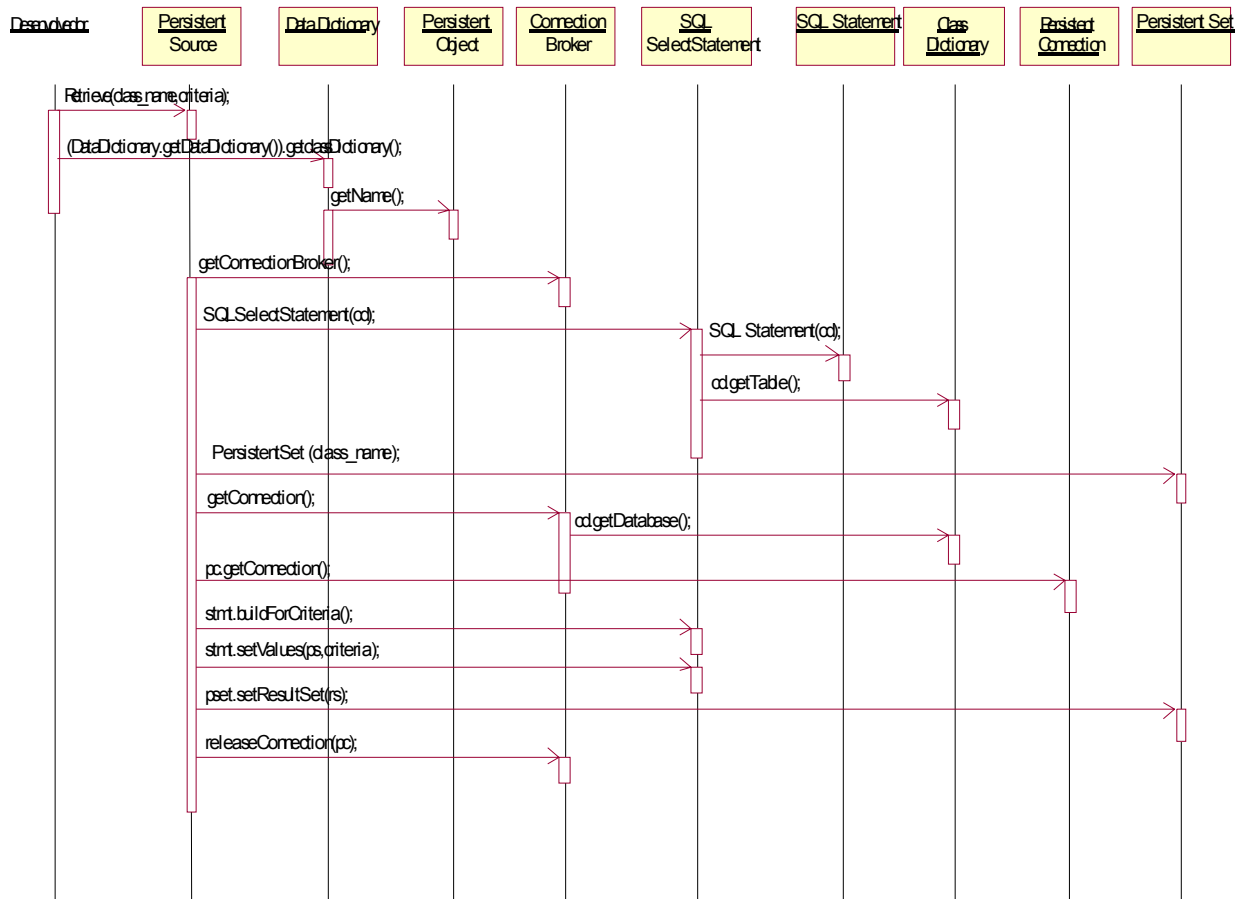 Desenvolvedor
Persistent
Source
Data Dictionary
Persistent
Object
Connection
Broker
SQL
SelectStatement
SQL Statement
Class
Dictionary
Persistent
Connection
Persistent Set
Retrieve(class_name,criteria);
(DataDictionary.getDataDictionary()).getclassDictionary();
getName();
getConnectionBroker();
SQLSelectStatement(cd);
SQL Statement(cd);
cd.getTable();
PersistentSet (class_name);
getConnection();
cd.getDatabase();
pc.getConnection();
stmt.buildForCriteria();
stmt.setValues(ps,criteria);
pset.setResultSet(rs);
releaseConnection(pc);